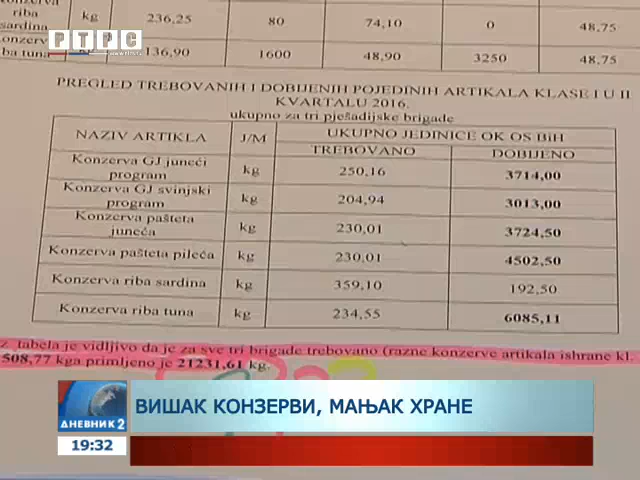 Konzerva riba sardina kg 236,25 80 74,10 0 48,75
Konzerva riba tuna kg 136,90 1600 48,90 3250 48,75
РТРС
PREGLED TREBOVANIH I DOBIJENIH POJEDINIH ARTIKALA KLASE I U II
KVARTALU 2016.
ukupno za tri pješadijske brigade
NAZIV ARTIKLA J/M UKUPNO JEDINICE OK OS BiH
TREBOVANO DOBIJENO
Konzerva GJ juneći program kg 250,16 3714,00
Konzerva GJ svinjski program kg 204,94 3013,00
Konzerva pašteta juneća kg 230,01 3724,50
Konzerva pašteta pileća kg 230,01 4502,50
Konzerva riba sardina kg 359,10 192,50
Konzerva riba tuna kg 234,55 6085,11
z tabela je vidljivo da je za sve tri brigade trebovano (razne konzerve artikala ishrane kl.
508,77 kga primljeno je 21231,61 kg.
ДНЕВНИК 2
19:32
ВИШАК КОНЗЕРВИ, МАЊАК ХРАНЕ